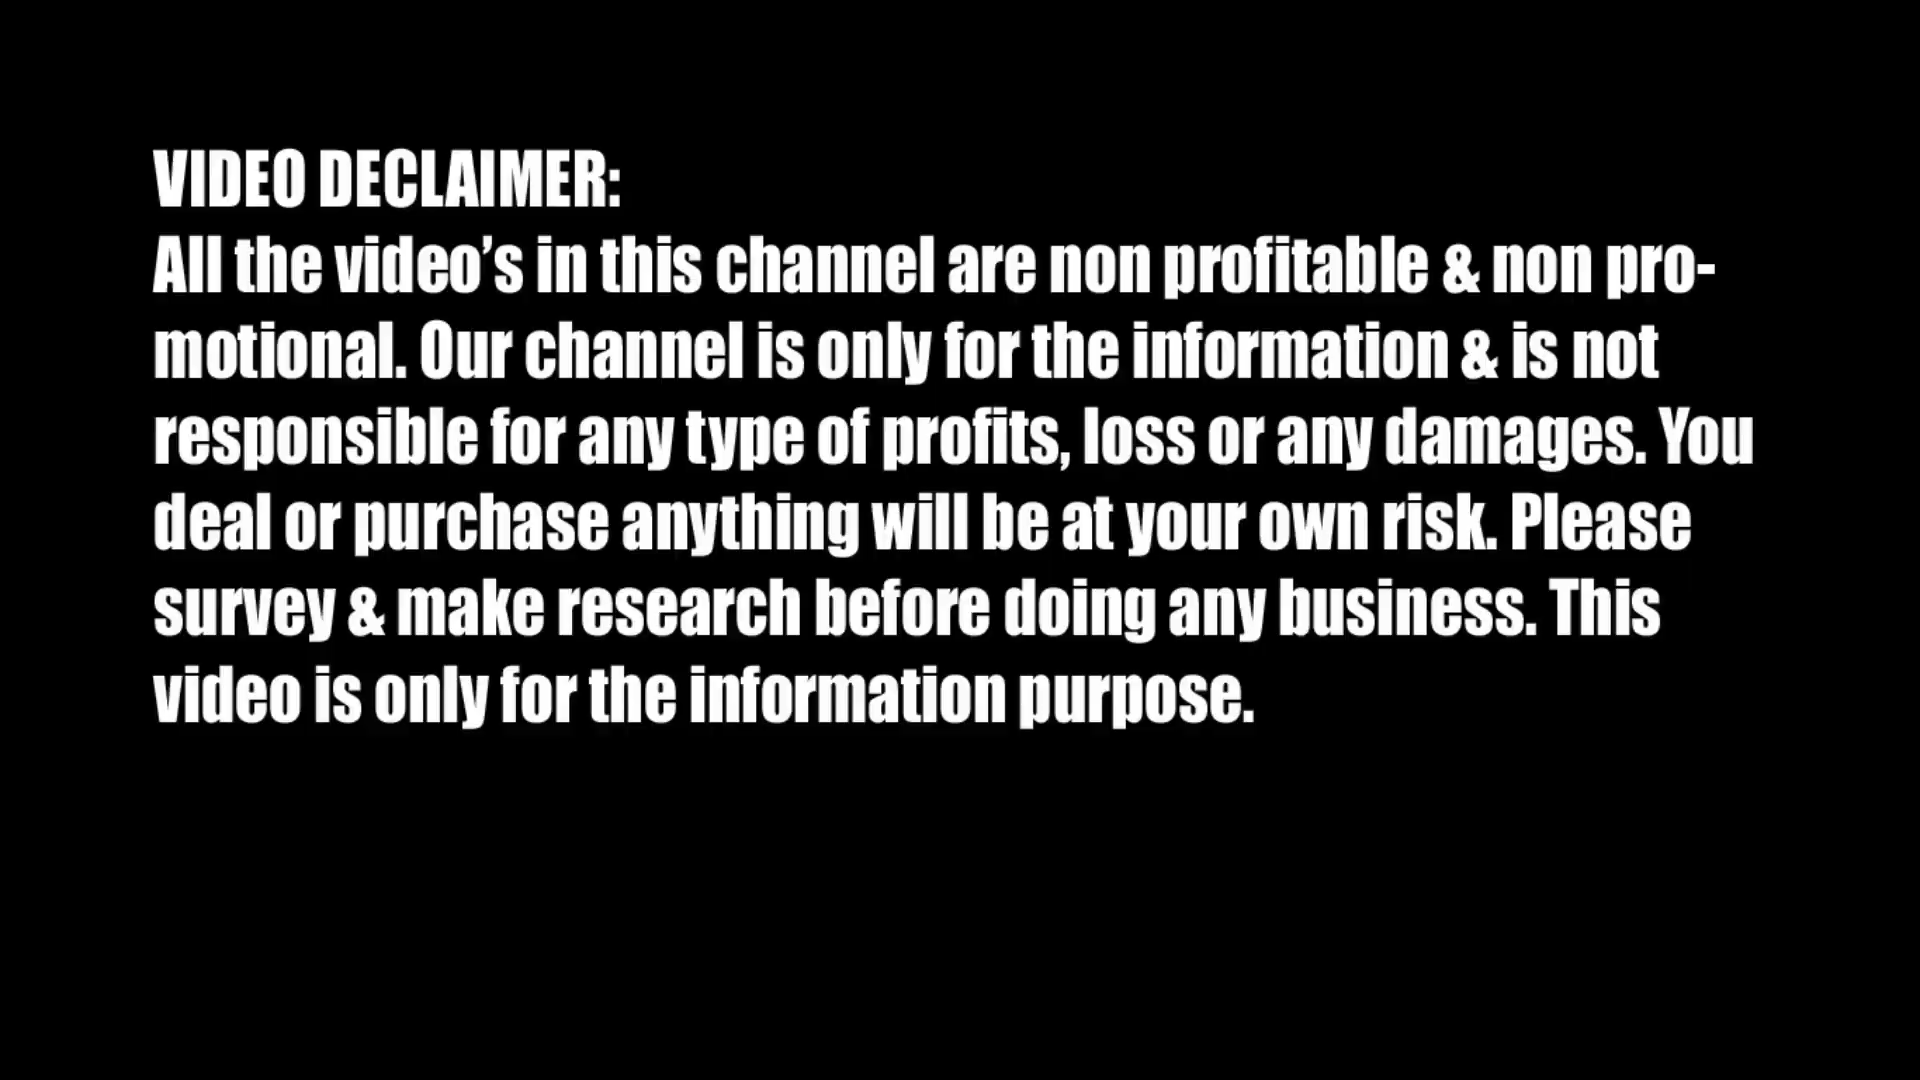 VIDEO DECLAIMER:
All the video’s in this channel are non profitable & non pro-
motional. Our channel is only for the information & is not
responsible for any type of profits, loss or any damages. You
deal or purchase anything will be at your own risk. Please
survey & make research before doing any business. This
video is only for the information purpose.